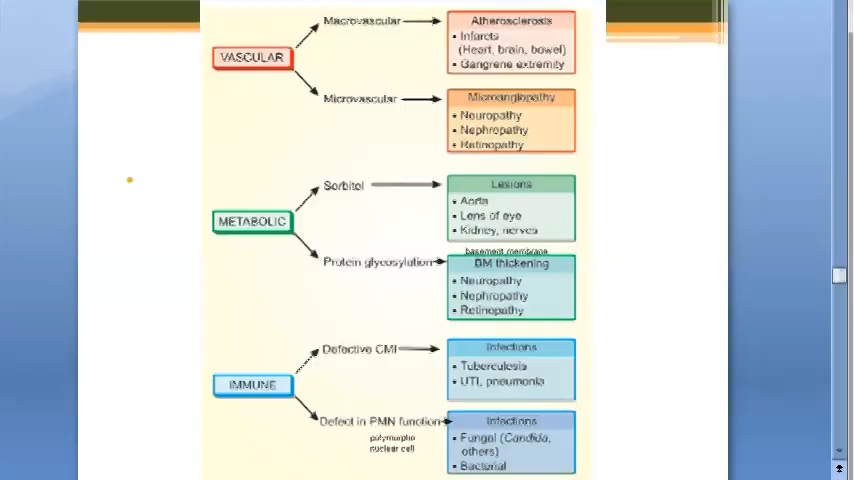 Macrovascular
Atherosclerosis
• Infarcts
(Heart, brain, bowel)
• Gangrene extremity
VASCULAR
Microvascular
Microangiopathy
• Neuropathy
• Nephropathy
• Retinopathy
Sorbitol
Lesions
• Aorta
• Lens of eye
• Kidney, nerves
METABOLIC
basement membrane
Protein glycosylation
BM thickening
• Neuropathy
• Nephropathy
• Retinopathy
Defective CMI
Infections
• Tuberculosis
• UTI, pneumonia
IMMUNE
Defect in PMN function
polymorpho
nuclear cell
Infections
• Fungal (Candida,
others)
• Bacterial